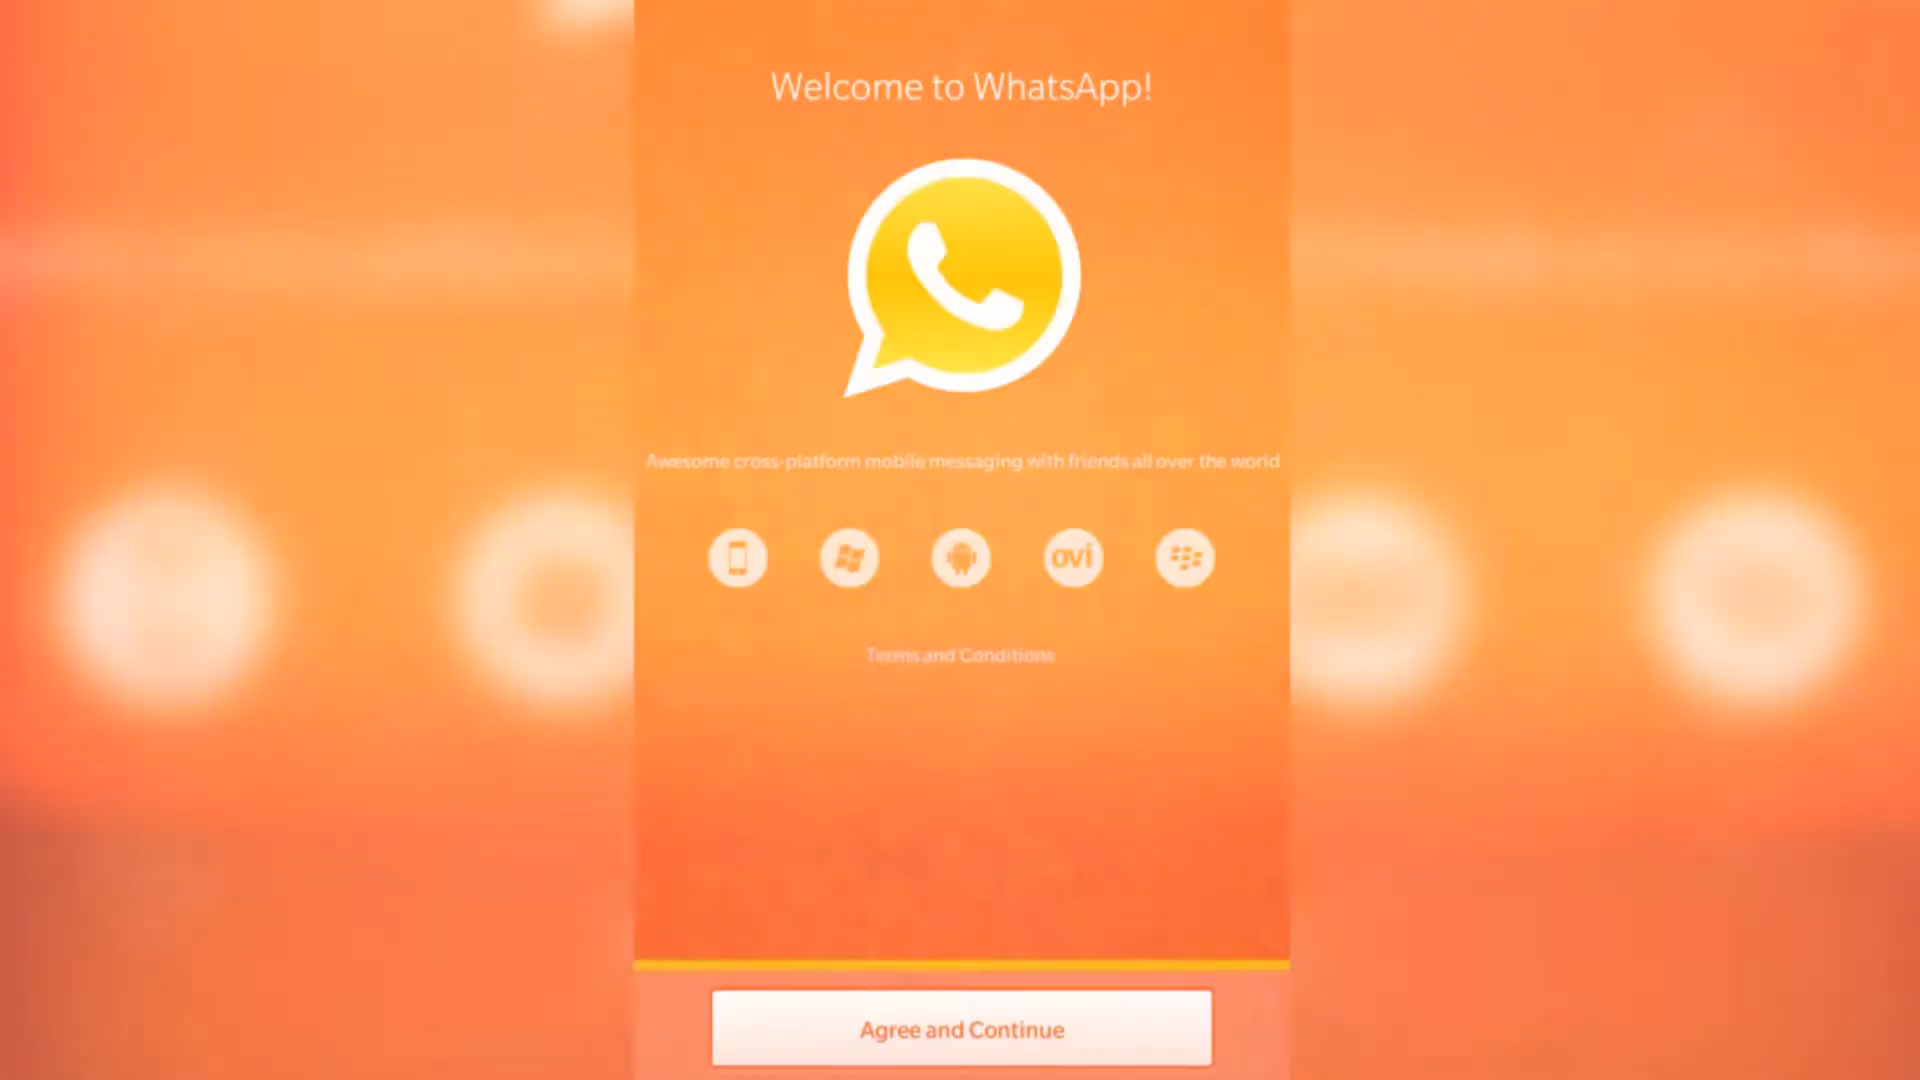 Welcome to WhatsApp!
Awesome cross-platform mobile messaging with friends all over the world
ovi
Terms and Conditions
Agree and Continue